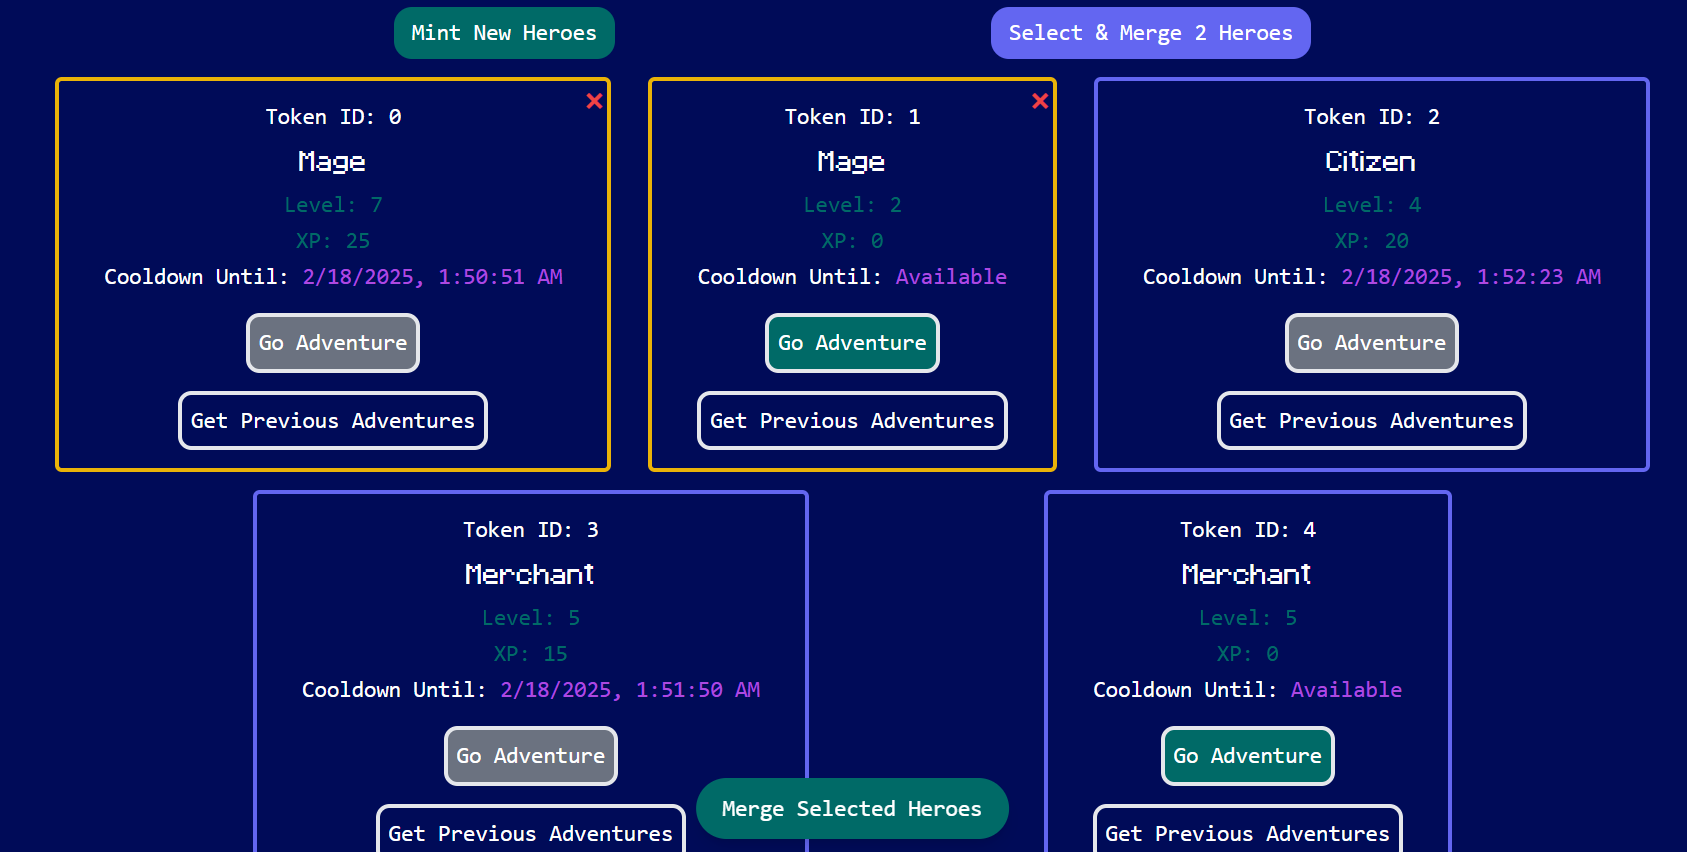 Mint New Heroes
Select & Merge 2 Heroes
Token ID: 0
Mage
Level: 7
XP: 25
Cooldown Until: 2/18/2025, 1:50:51 AM
Go Adventure
Get Previous Adventures
Token ID: 1
Mage
Level: 2
XP: 0
Cooldown Until: Available
Go Adventure
Get Previous Adventures
Token ID: 2
Citizen
Level: 4
XP: 20
Cooldown Until: 2/18/2025, 1:52:23 AM
Go Adventure
Get Previous Adventures
Token ID: 3
Merchant
Level: 5
XP: 15
Cooldown Until: 2/18/2025, 1:51:50 AM
Go Adventure
Get Previous Adventures
Token ID: 4
Merchant
Level: 5
XP: 0
Cooldown Until: Available
Go Adventure
Get Previous Adventures
Merge Selected Heroes